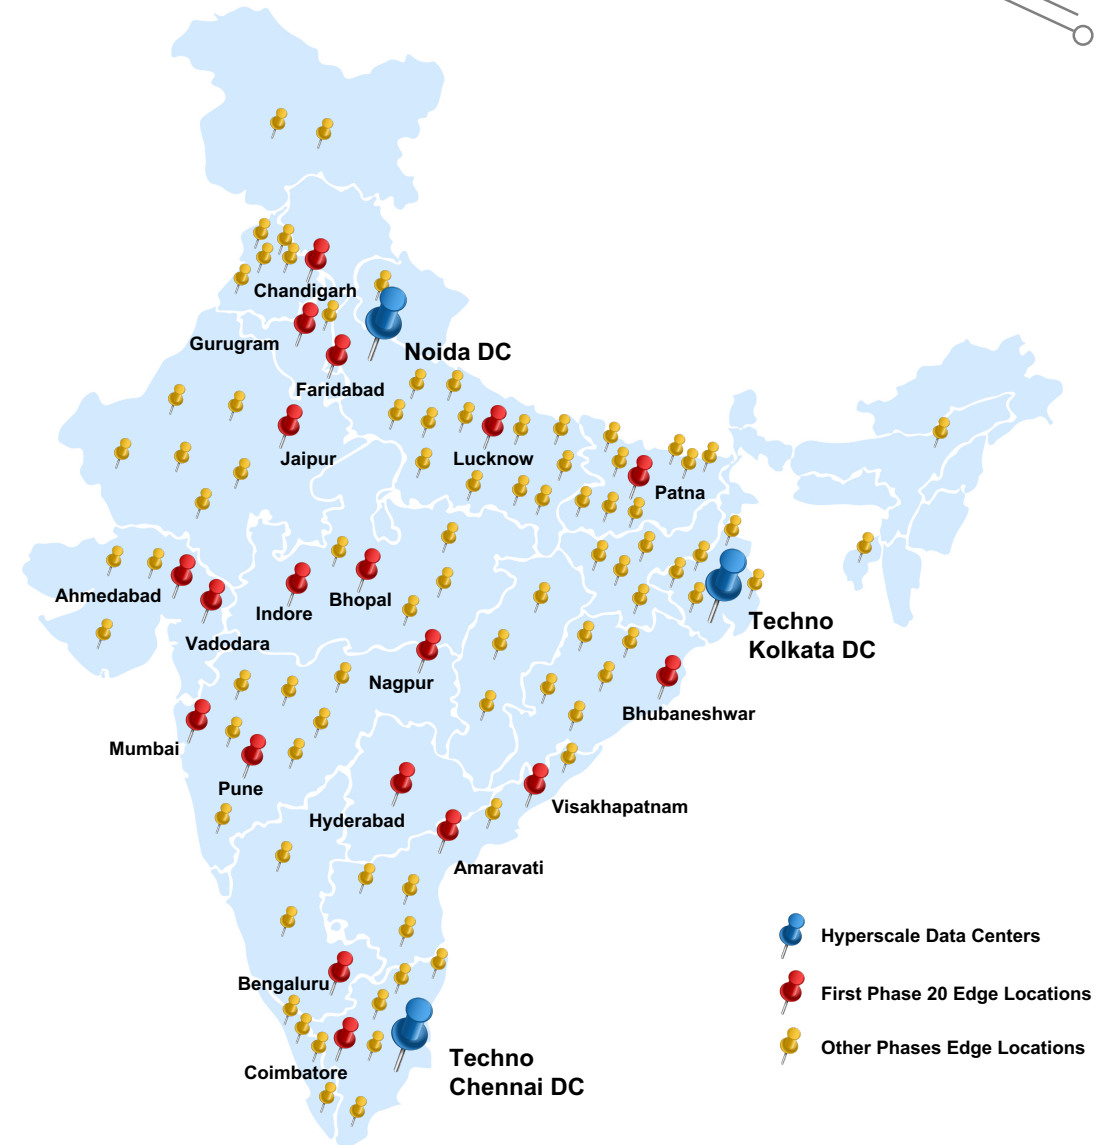 Chandigarh
Gurugram
Noida DC
Faridabad
Jaipur
Lucknow
Patna
Ahmedabad
Indore
Bhopal
Vadodara
Techno
Kolkata DC
Nagpur
Bhubaneshwar
Mumbai
Pune
Hyderabad
Visakhapatnam
Amaravati
Hyperscale Data Centers
Bengaluru
First Phase 20 Edge Locations
Other Phases Edge Locations
Coimbatore
Techno
Chennai DC